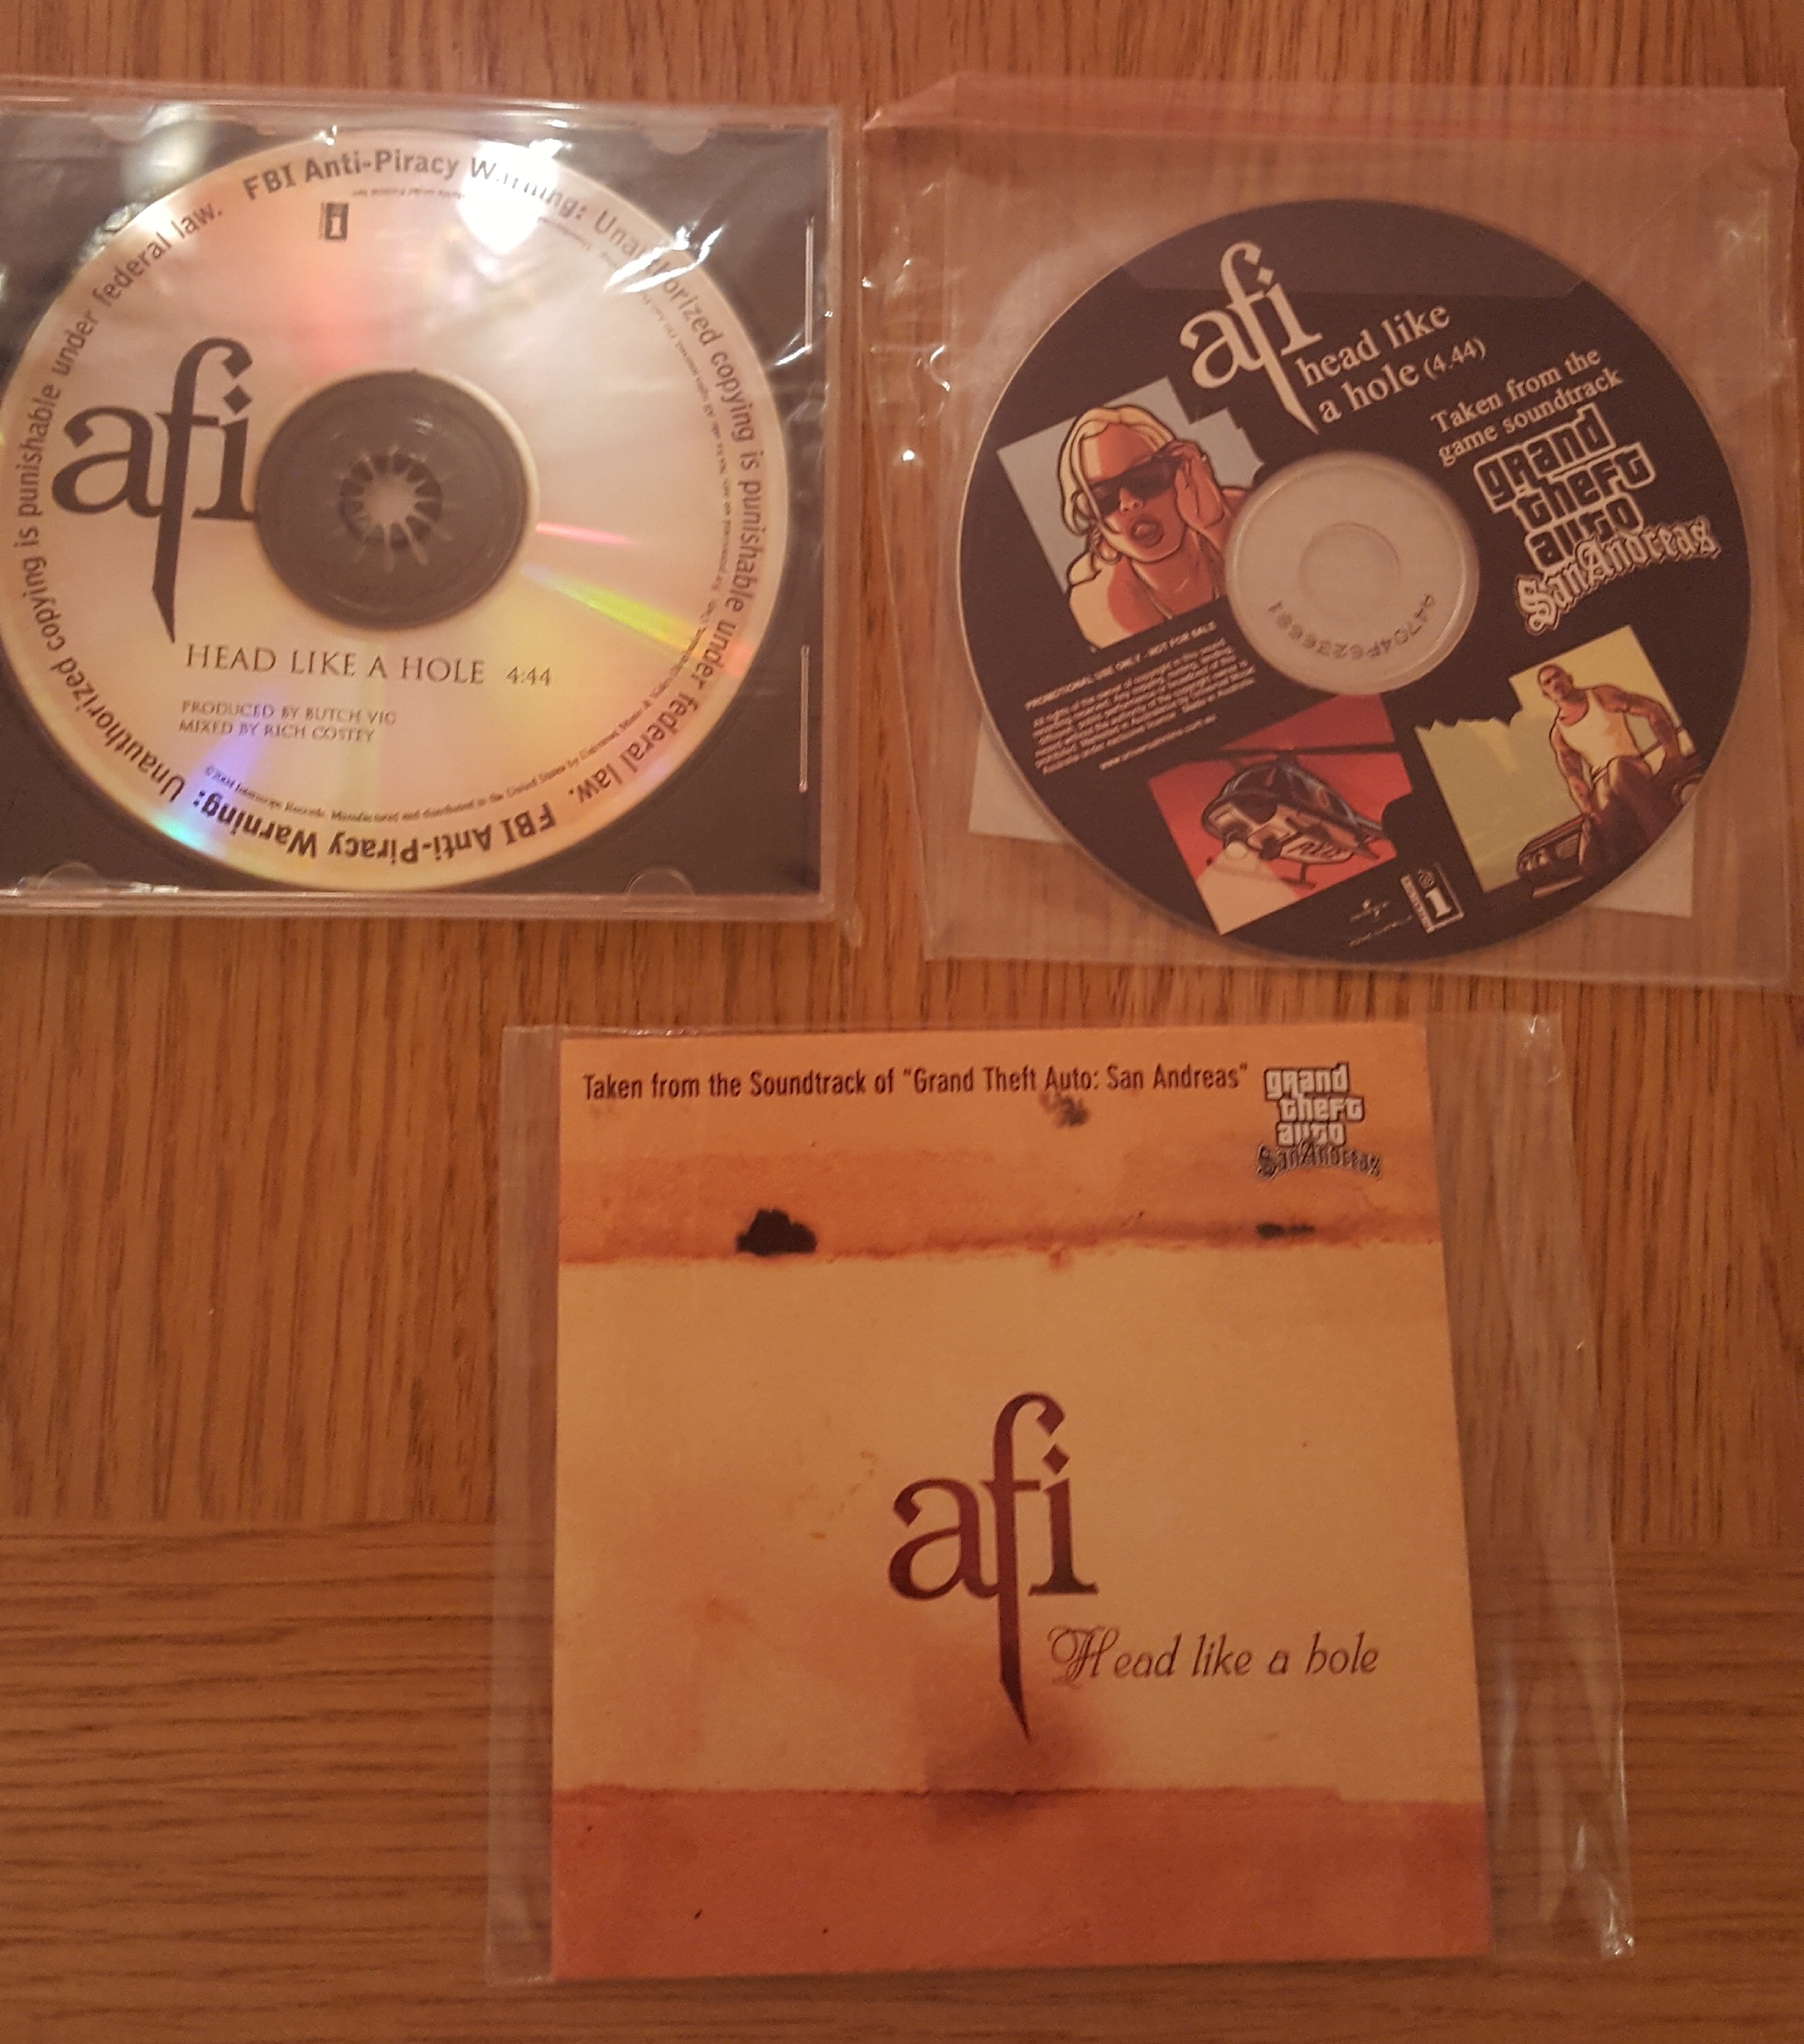 FBI Anti-Piracy Warning: Unauthorized copying is punishable under federal law.
FBI Anti-Piracy Warning: Unauthorized copying is punishable under federal law.
i
afi
HEAD LIKE A HOLE 4:44
PRODUCED BY BUTCH VIG
MIXED BY RICH COSTEY
afi
head like
a hole (4.44)
Taken from the
game soundtrack
grand
theft
auto
San Andreas
PROMOTIONAL USE ONLY - NOT FOR SALE
POLICE
i
Taken from the Soundtrack of "Grand Theft Auto: San Andreas"
grand
theft
auto
San Andreas
afi
Head like a hole